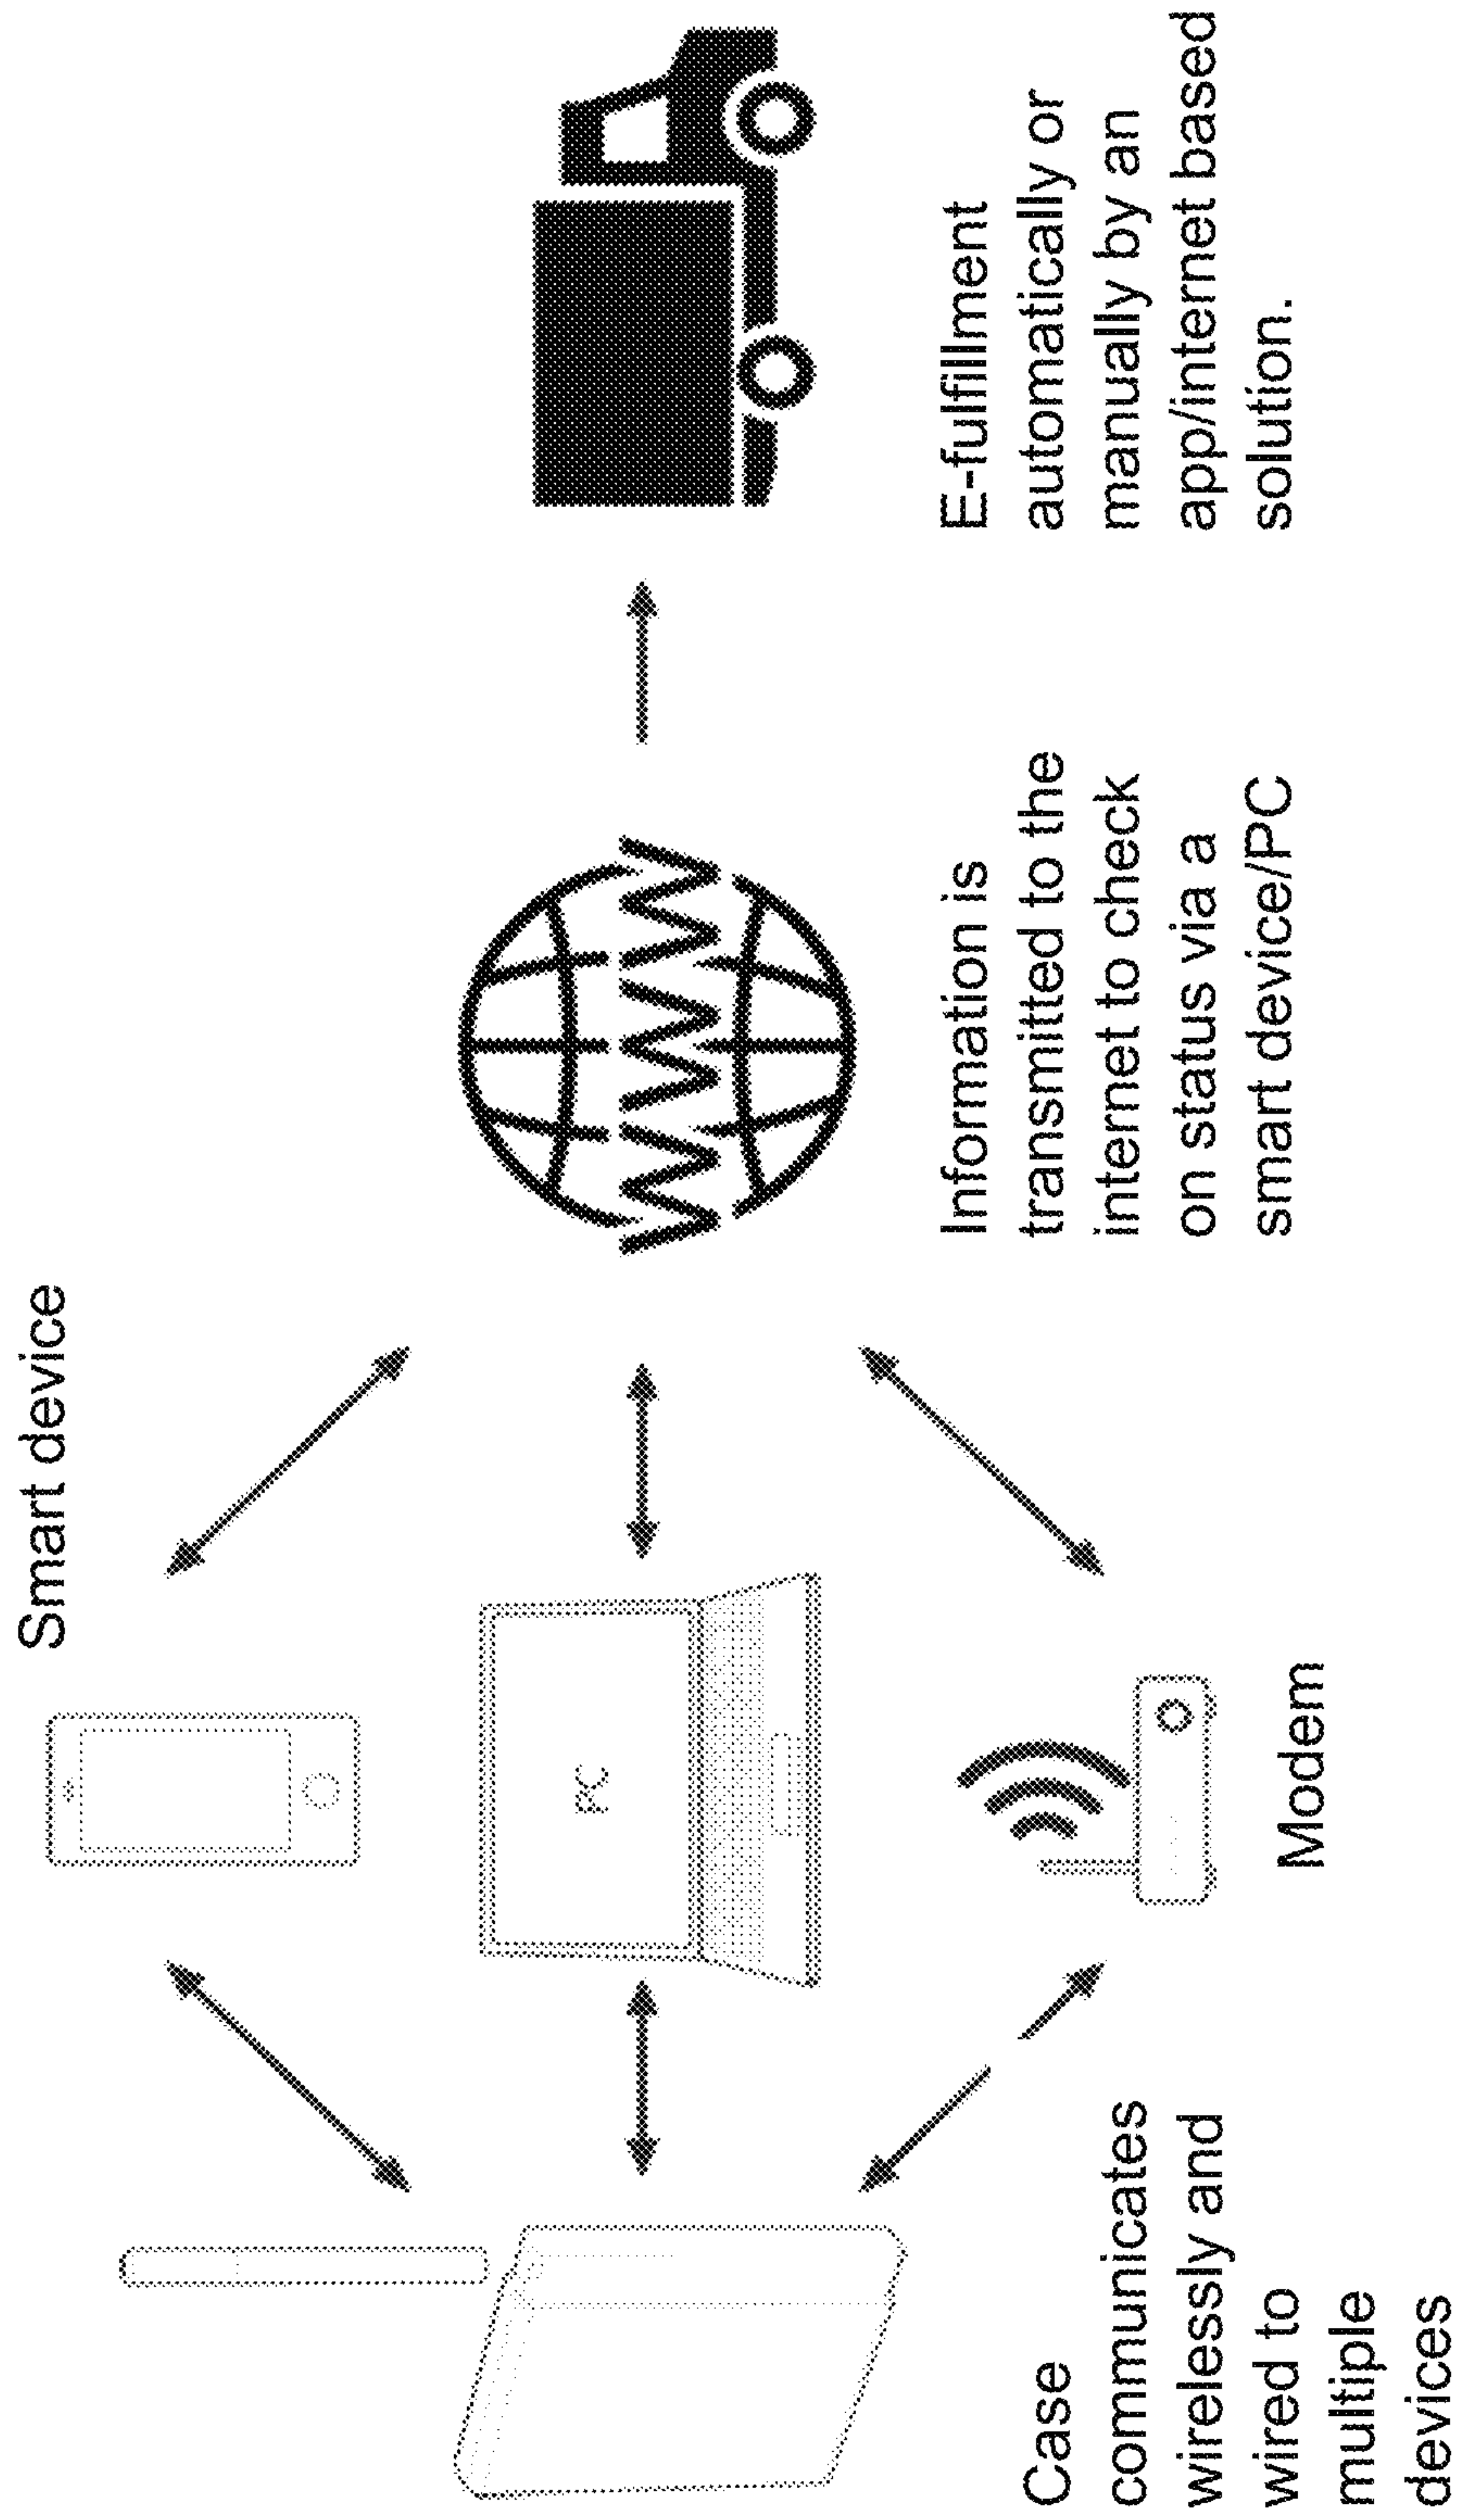 Smart device
PC
Modem
Case
communicates
wirelessly and
wired to
multiple
devices
WWW
Information is
transmitted to the
internet to check
on status via a
smart device/PC
E-fulfillment
automatically or
manually by an
app/internet based
solution.